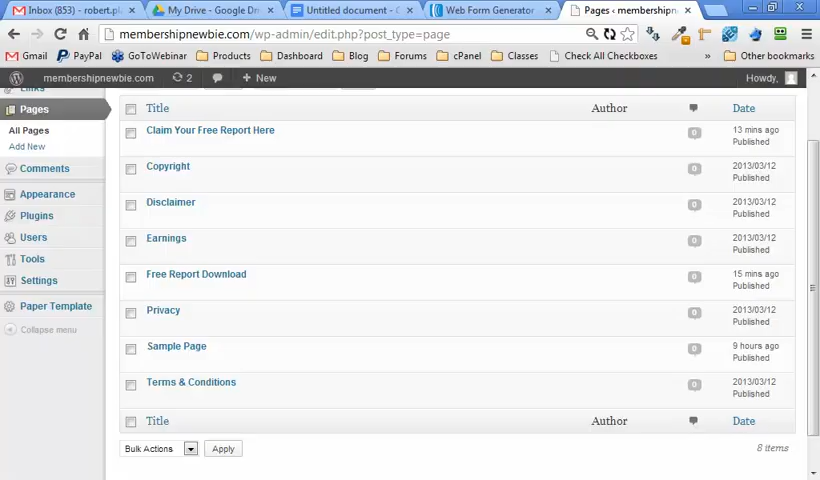 Inbox (853) - robert.pl
My Drive - Google Dri
Untitled document - G
Web Form Generator
Pages ‹ membershipn
membershipnewbie.com/wp-admin/edit.php?post_type=page
Gmail PayPal GoToWebinar Products Dashboard Blog Forums cPanel Classes Check All Checkboxes » Other bookmarks
membershipnewbie.com 2 + New Howdy,
Links
Pages
All Pages
Add New
Comments
Appearance
Plugins
Users
Tools
Settings
Paper Template
Collapse menu
Title Author Date
Claim Your Free Report Here 0 13 mins ago
Published
Copyright 0 2013/03/12
Published
Disclaimer 0 2013/03/12
Published
Earnings 0 2013/03/12
Published
Free Report Download 0 15 mins ago
Published
Privacy 0 2013/03/12
Published
Sample Page 0 9 hours ago
Published
Terms & Conditions 0 2013/03/12
Published
Title Author Date
Bulk Actions Apply 8 items